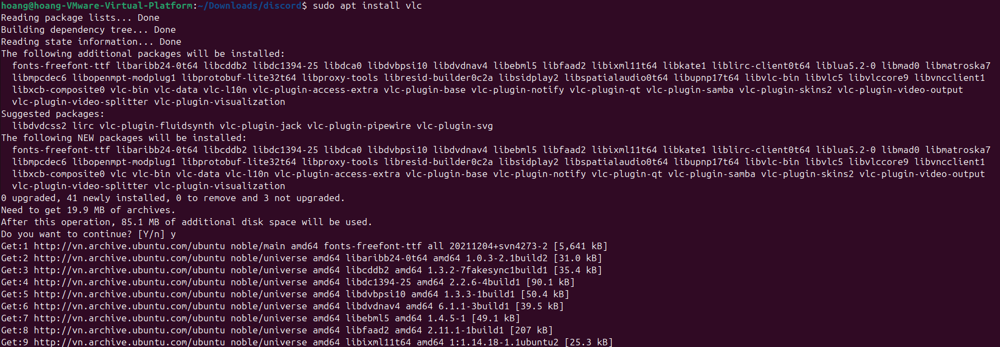 hoang@hoang-VMware-Virtual-Platform:~/Downloads/discord$ sudo apt install vlc
Reading package lists... Done
Building dependency tree... Done
Reading state information... Done
The following additional packages will be installed:
  fonts-freefont-ttf libaribb24-0t64 libcddb2 libdc1394-25 libdca0 libdvbpsi10 libdvdnav4 libebml5 libfaad2 libixml11t64 libkate1 liblirc-client0t64 liblua5.2-0 libmad0 libmatroska7
  libmpcdec6 libopenmpt-modplug1 libprotobuf-lite32t64 libproxy-tools libresid-builder0c2a libsidplay2 libspatialaudio0t64 libupnp17t64 libvlc-bin libvlc5 libvlccore9 libvncclient1
  libxcb-composite0 vlc-bin vlc-data vlc-l10n vlc-plugin-access-extra vlc-plugin-base vlc-plugin-notify vlc-plugin-qt vlc-plugin-samba vlc-plugin-skins2 vlc-plugin-video-output
  vlc-plugin-video-splitter vlc-plugin-visualization
Suggested packages:
  libdvdcss2 lirc vlc-plugin-fluidsynth vlc-plugin-jack vlc-plugin-pipewire vlc-plugin-svg
The following NEW packages will be installed:
  fonts-freefont-ttf libaribb24-0t64 libcddb2 libdc1394-25 libdca0 libdvbpsi10 libdvdnav4 libebml5 libfaad2 libixml11t64 libkate1 liblirc-client0t64 liblua5.2-0 libmad0 libmatroska7
  libmpcdec6 libopenmpt-modplug1 libprotobuf-lite32t64 libproxy-tools libresid-builder0c2a libsidplay2 libspatialaudio0t64 libupnp17t64 libvlc-bin libvlc5 libvlccore9 libvncclient1
  libxcb-composite0 vlc vlc-bin vlc-data vlc-l10n vlc-plugin-access-extra vlc-plugin-base vlc-plugin-notify vlc-plugin-qt vlc-plugin-samba vlc-plugin-skins2 vlc-plugin-video-output
  vlc-plugin-video-splitter vlc-plugin-visualization
0 upgraded, 41 newly installed, 0 to remove and 3 not upgraded.
Need to get 19.9 MB of archives.
After this operation, 85.1 MB of additional disk space will be used.
Do you want to continue? [Y/n] y
Get:1 http://vn.archive.ubuntu.com/ubuntu noble/main amd64 fonts-freefont-ttf all 20211204+svn4273-2 [5,641 kB]
Get:2 http://vn.archive.ubuntu.com/ubuntu noble/universe amd64 libaribb24-0t64 amd64 1.0.3-2.1build2 [31.0 kB]
Get:3 http://vn.archive.ubuntu.com/ubuntu noble/universe amd64 libcddb2 amd64 1.3.2-7fakesync1build1 [35.4 kB]
Get:4 http://vn.archive.ubuntu.com/ubuntu noble/universe amd64 libdc1394-25 amd64 2.2.6-4build1 [90.1 kB]
Get:5 http://vn.archive.ubuntu.com/ubuntu noble/universe amd64 libdvbpsi10 amd64 1.3.3-1build1 [50.4 kB]
Get:6 http://vn.archive.ubuntu.com/ubuntu noble/universe amd64 libdvdnav4 amd64 6.1.1-3build1 [39.5 kB]
Get:7 http://vn.archive.ubuntu.com/ubuntu noble/universe amd64 libebml5 amd64 1.4.5-1 [49.1 kB]
Get:8 http://vn.archive.ubuntu.com/ubuntu noble/universe amd64 libfaad2 amd64 2.11.1-1build1 [207 kB]
Get:9 http://vn.archive.ubuntu.com/ubuntu noble/universe amd64 libixml11t64 amd64 1:1.14.18-1.1ubuntu2 [25.3 kB]